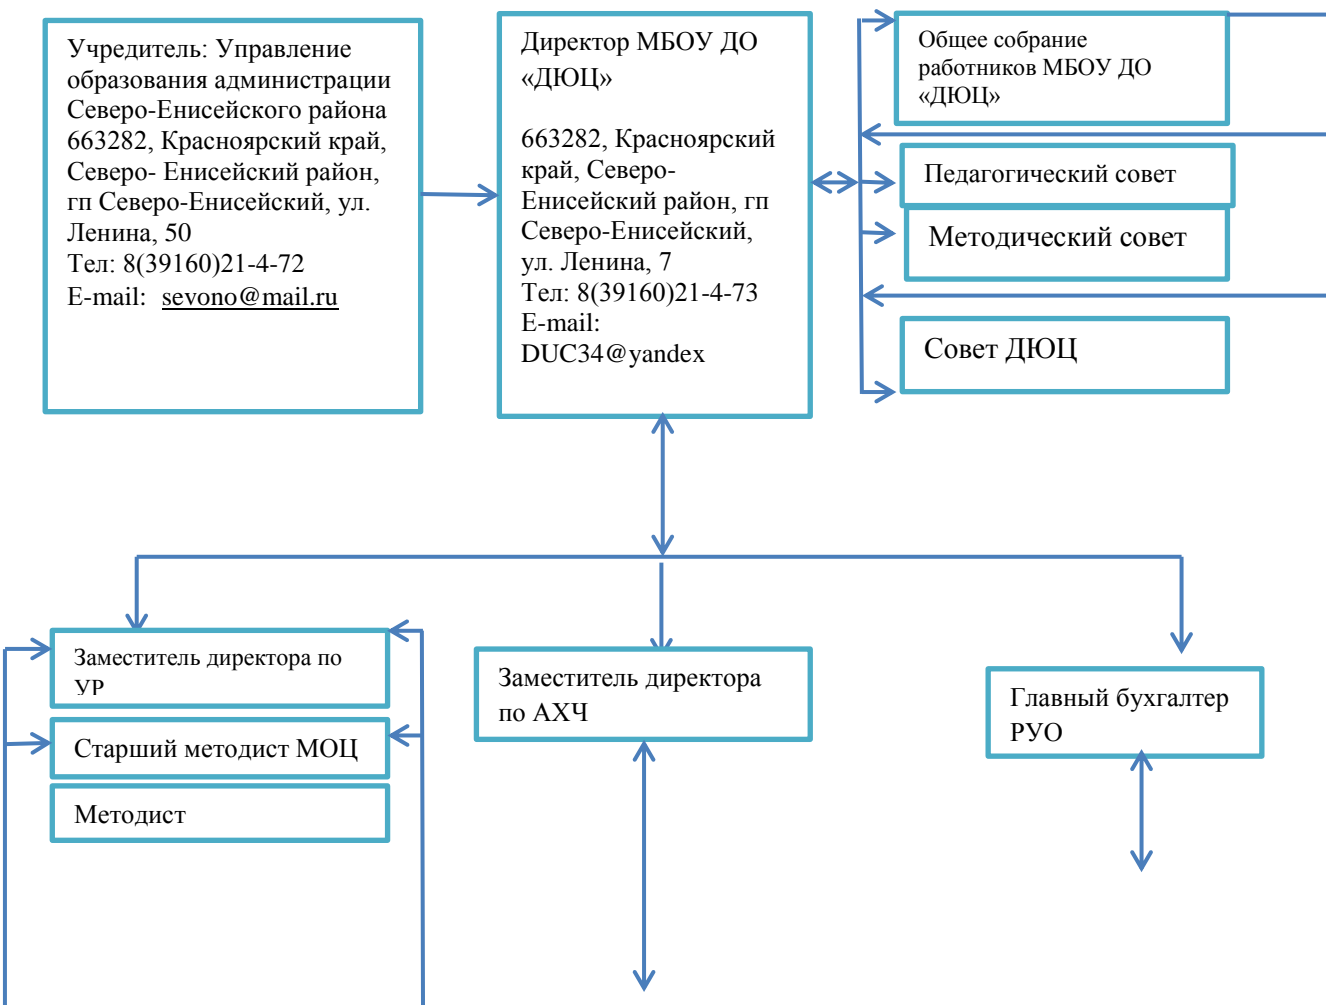 Учредитель: Управление
образования администрации
Северо-Енисейского района
663282, Красноярский край,
Северо- Енисейский район,
гп Северо-Енисейский, ул.
Ленина, 50
Тел: 8(39160)21-4-72
E-mail: sevono@mail.ru
Директор МБОУ ДО
«ДЮЦ»
663282, Красноярский
край, Северо-
Енисейский район, гп
Северо-Енисейский,
ул. Ленина, 7
Тел: 8(39160)21-4-73
E-mail:
DUC34@yandex
Общее собрание
работников МБОУ ДО
«ДЮЦ»
Педагогический совет
Методический совет
Совет ДЮЦ
Заместитель директора по
УР
Старший методист МОЦ
Методист
Заместитель директора
по АХЧ
Главный бухгалтер
РУО